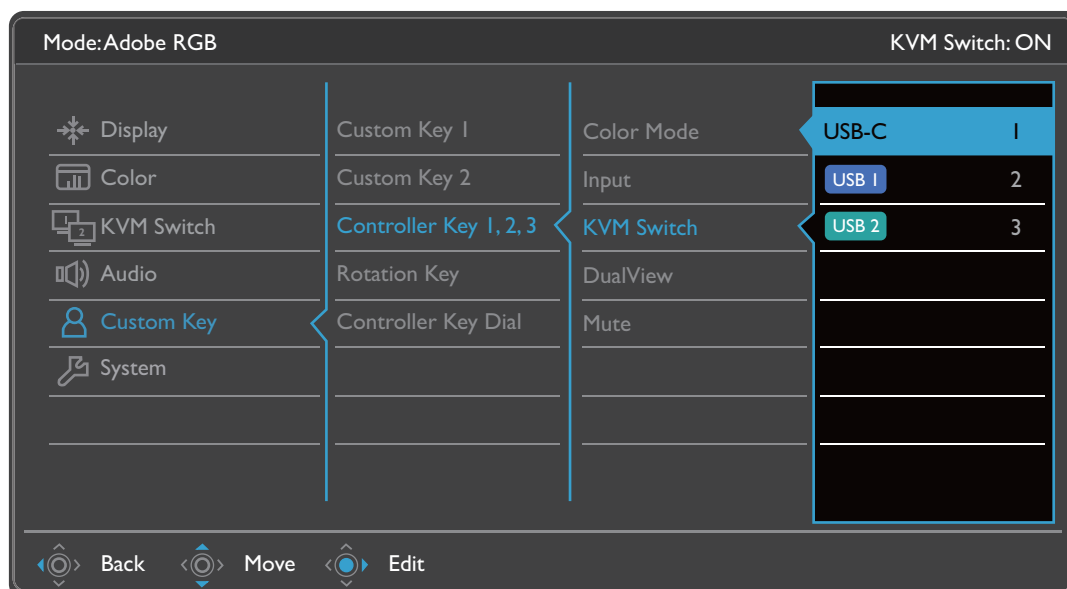 Mode: Adobe RGB KVM Switch: ON
Display Custom Key 1 Color Mode USB-C 1
Color Custom Key 2 Input USB 1 2
1 2 KVM Switch Controller Key 1, 2, 3 KVM Switch USB 2 3
Audio Rotation Key DualView
Custom Key Controller Key Dial Mute
System
Back Move Edit